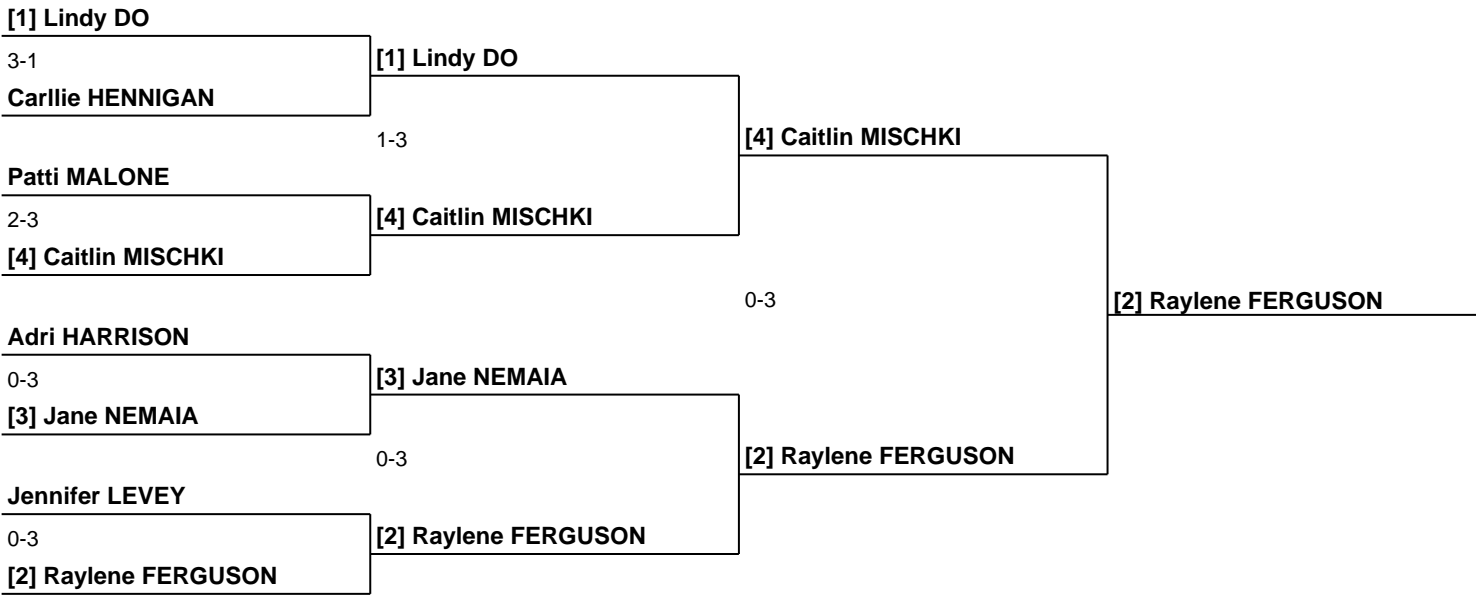 [1] Lindy DO
3-1
[1] Lindy DO
Carllie HENNIGAN
1-3
[4] Caitlin MISCHKI
Patti MALONE
2-3
[4] Caitlin MISCHKI
[4] Caitlin MISCHKI
0-3
[2] Raylene FERGUSON
Adri HARRISON
0-3
[3] Jane NEMAIA
[3] Jane NEMAIA
0-3
[2] Raylene FERGUSON
Jennifer LEVEY
0-3
[2] Raylene FERGUSON
[2] Raylene FERGUSON